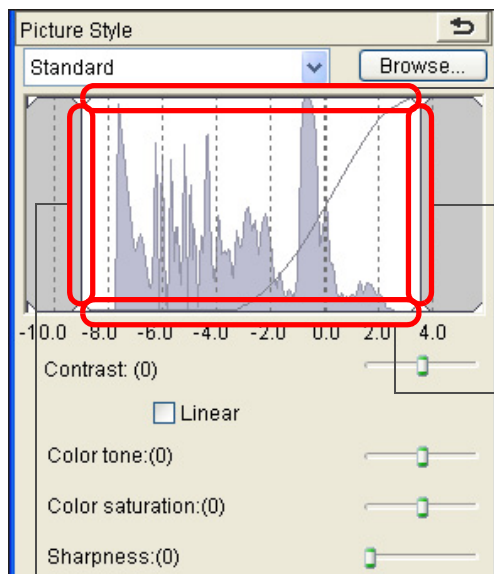 Picture Style
Standard Browse...
-10.0 -8.0 -6.0 -4.0 -2.0 0.0 2.0 4.0
Contrast: (0)
Linear
Color tone:(0)
Color saturation:(0)
Sharpness:(0)